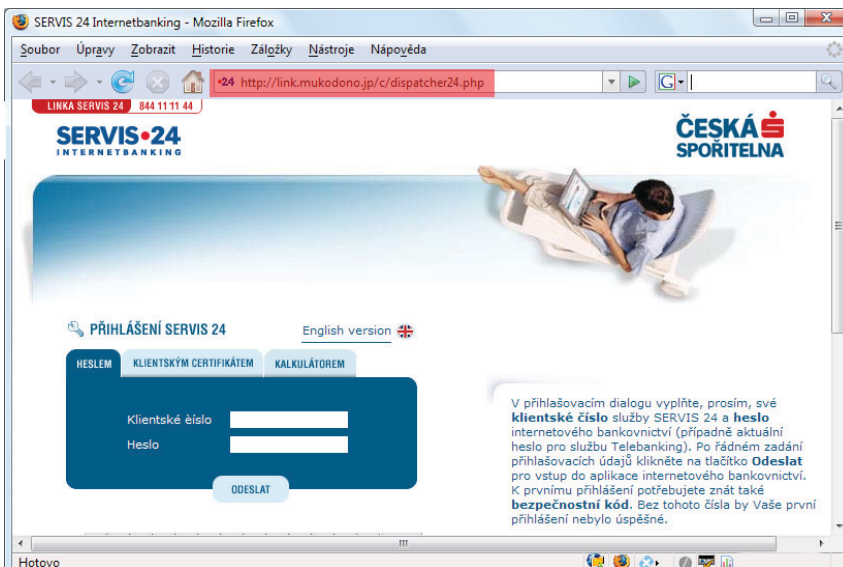 SERVIS 24 Internetbanking - Mozilla Firefox
Soubor Úpravy Zobrazit Historie Záložky Nástroje Nápověda
•24 http://link.mukodono.jp/c/dispatcher24.php
G
LINKA SERVIS 24 844 11 11 44
SERVIS•24
INTERNETBANKING
ČESKÁ
SPOŘITELNA
PŘIHLÁŠENÍ SERVIS 24 English version
HESLEM KLIENTSKÝM CERTIFIKÁTEM KALKULÁTOREM
Klientské èíslo
Heslo
ODESLAT
V přihlašovacím dialogu vyplňte, prosím, své
klientské číslo služby SERVIS 24 a heslo
internetového bankovnictví (případně aktuální
heslo pro službu Telebanking). Po řádném zadání
přihlašovacích údajů klikněte na tlačítko Odeslat
pro vstup do aplikace internetového bankovnictví.
K prvnímu přihlášení potřebujete znát také
bezpečnostní kód. Bez tohoto čísla by Vaše první
přihlášení nebylo úspěšné.
Hotovo